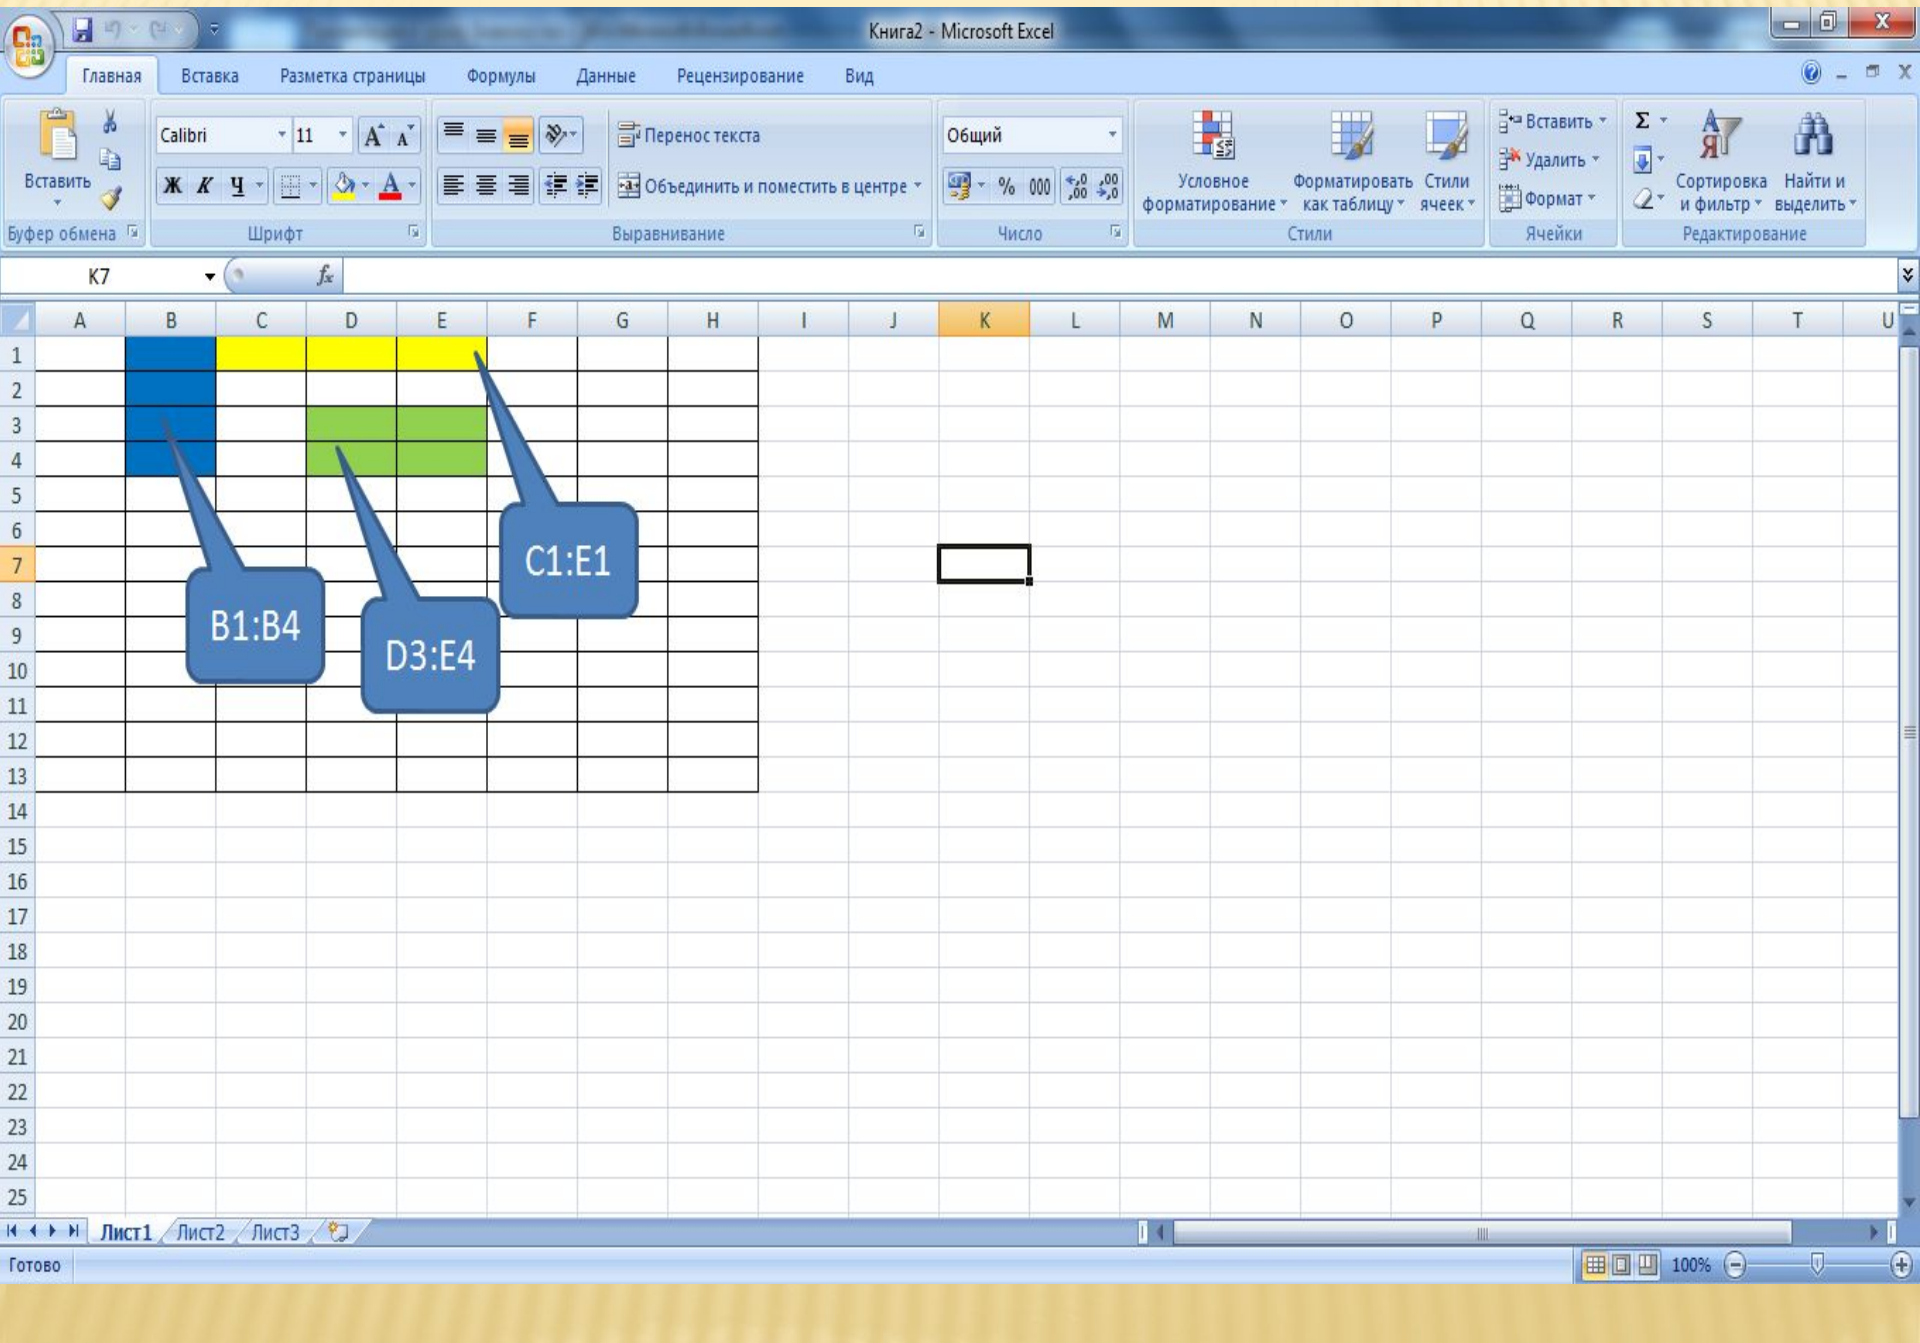 Книга2 - Microsoft Excel
Главная Вставка Разметка страницы Формулы Данные Рецензирование Вид
Calibri 11 A A Перенос текста Общий Вставить Σ
Вставить Удалить
Ж К Ч A Объединить и поместить в центре % 000 Условное форматирование Форматировать как таблицу Стили ячеек Формат Сортировка и фильтр Найти и выделить
Буфер обмена Шрифт Выравнивание Число Стили Ячейки Редактирование
K7 fx
A B C D E F G H I J K L M N O P Q R S T U
1
2
3
4
5
6
7
8
9
10
11
12
13
14
15
16
17
18
19
20
21
22
23
24
25
C1:E1
B1:B4
D3:E4
Лист1 Лист2 Лист3
Готово 100%